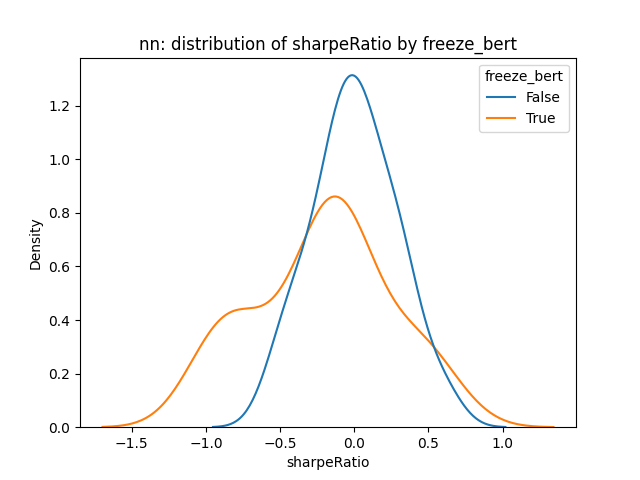 nn: distribution of sharpeRatio by freeze_bert
freeze_bert
False
True
Density
1.2
1.0
0.8
0.6
0.4
0.2
0.0
−1.5
−1.0
−0.5
0.0
0.5
1.0
sharpeRatio